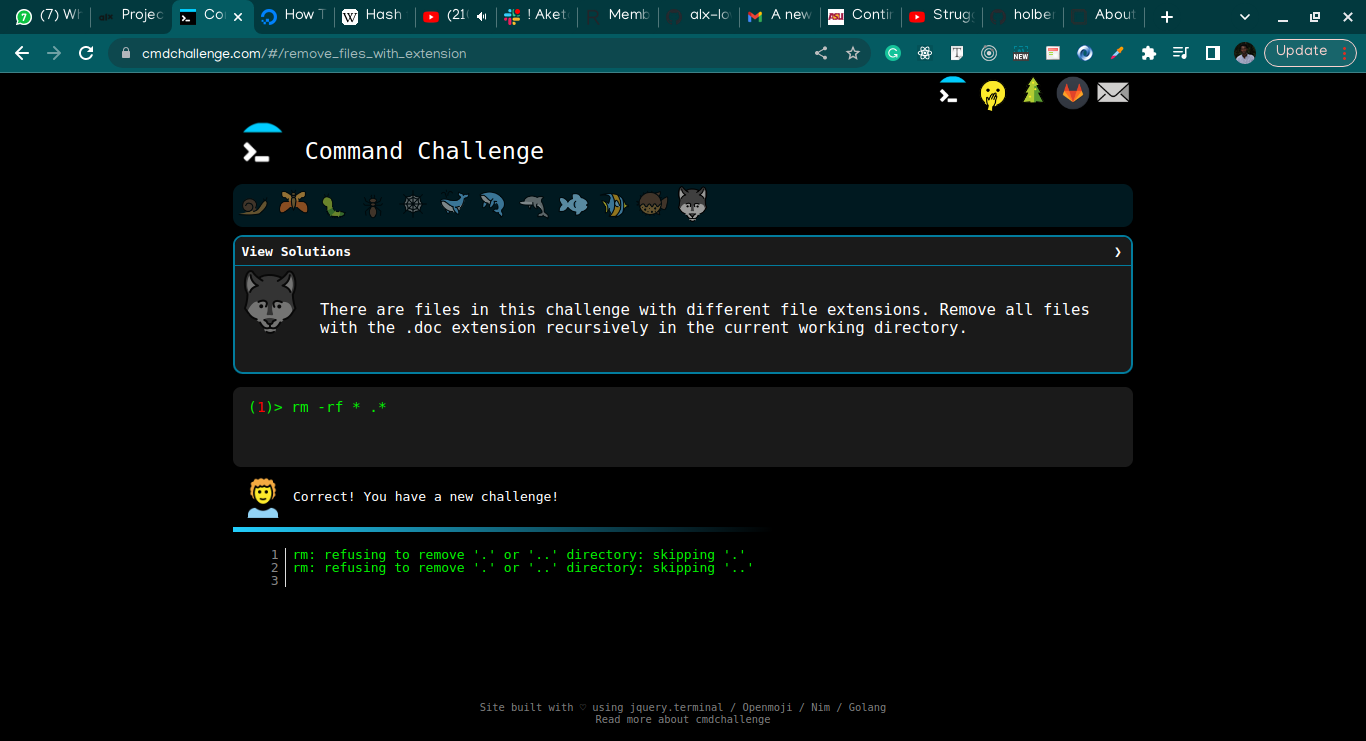 (7) Wh
Projec
Co
How T
Hash
(210
! Aket
Memb
alx-lo
A new
Contin
Strugg
holber
About
cmdchallenge.com/#/remove_files_with_extension
NEW
Update
Command Challenge
View Solutions
There are files in this challenge with different file extensions. Remove all files
with the .doc extension recursively in the current working directory.
(1)> rm -rf * .*
Correct! You have a new challenge!
1 rm: refusing to remove '.' or '..' directory: skipping '.'
2 rm: refusing to remove '.' or '..' directory: skipping '..'
3
Site built with ♡ using jquery.terminal / Openmoji / Nim / Golang
Read more about cmdchallenge